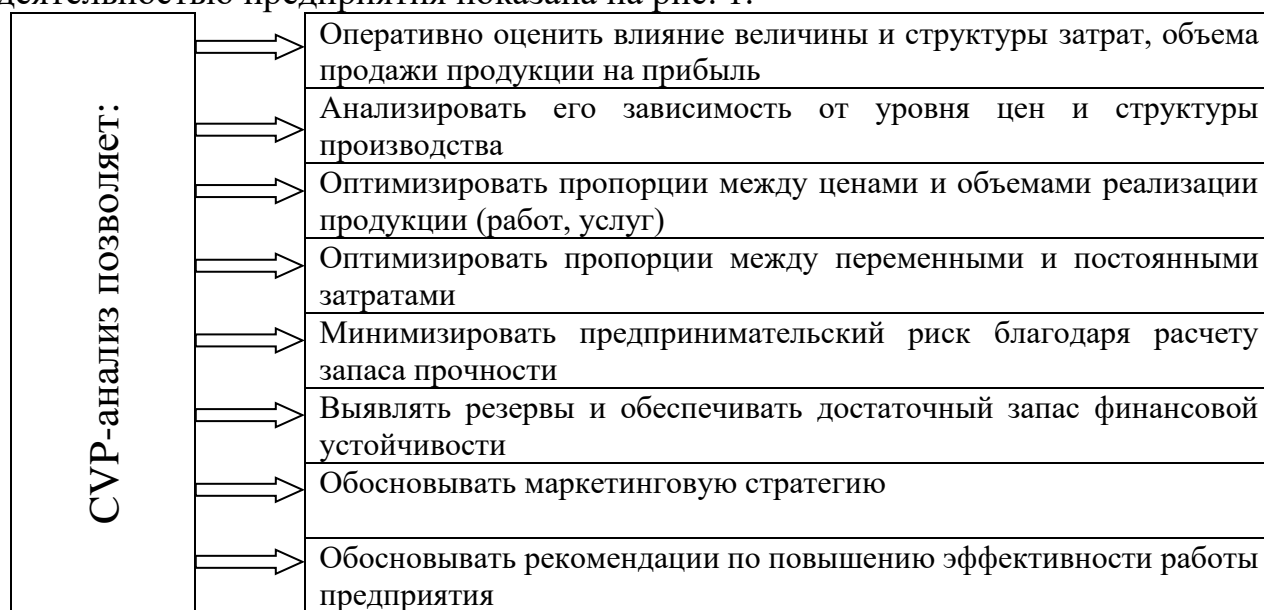 деятельностью предприятия показана на рис. 1.
CVP-анализ позволяет:
Оперативно оценить влияние величины и структуры затрат, объема
продажи продукции на прибыль
Анализировать его зависимость от уровня цен и структуры
производства
Оптимизировать пропорции между ценами и объемами реализации
продукции (работ, услуг)
Оптимизировать пропорции между переменными и постоянными
затратами
Минимизировать предпринимательский риск благодаря расчету
запаса прочности
Выявлять резервы и обеспечивать достаточный запас финансовой
устойчивости
Обосновывать маркетинговую стратегию
Обосновывать рекомендации по повышению эффективности работы
предприятия